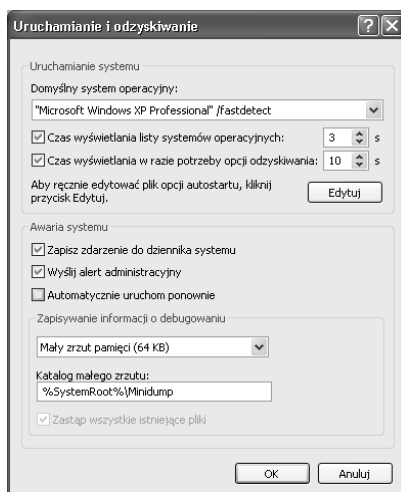 Uruchamianie i odzyskiwanie
Uruchamianie systemu
Domyślny system operacyjny:
"Microsoft Windows XP Professional" /fastdetect
Czas wyświetlania listy systemów operacyjnych: 3 s
Czas wyświetlania w razie potrzeby opcji odzyskiwania: 10 s
Aby ręcznie edytować plik opcji autostartu, kliknij
przycisk Edytuj.
Edytuj
Awaria systemu
Zapisz zdarzenie do dziennika systemu
Wyślij alert administracyjny
Automatycznie uruchom ponownie
Zapisywanie informacji o debugowaniu
Mały zrzut pamięci (64 KB)
Katalog małego zrzutu:
%SystemRoot%\Minidump
Zastąp wszystkie istniejące pliki
OK Anuluj